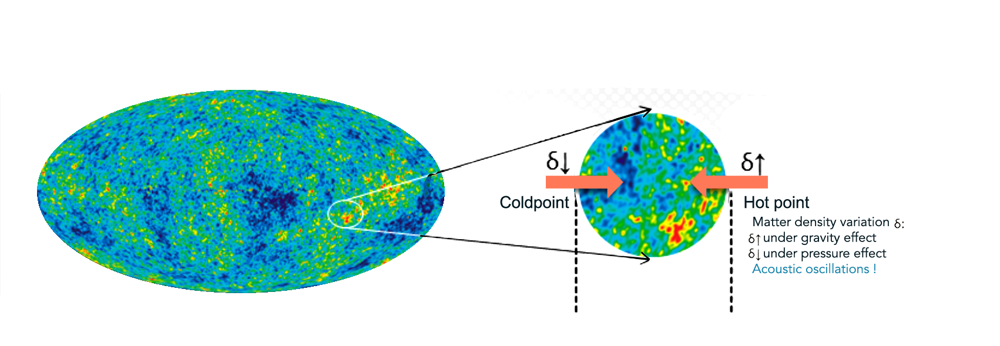 δ↓
δ↑
Coldpoint
Hot point
Matter density variation δ:
δ↑ under gravity effect
δ↓ under pressure effect
Acoustic oscillations !